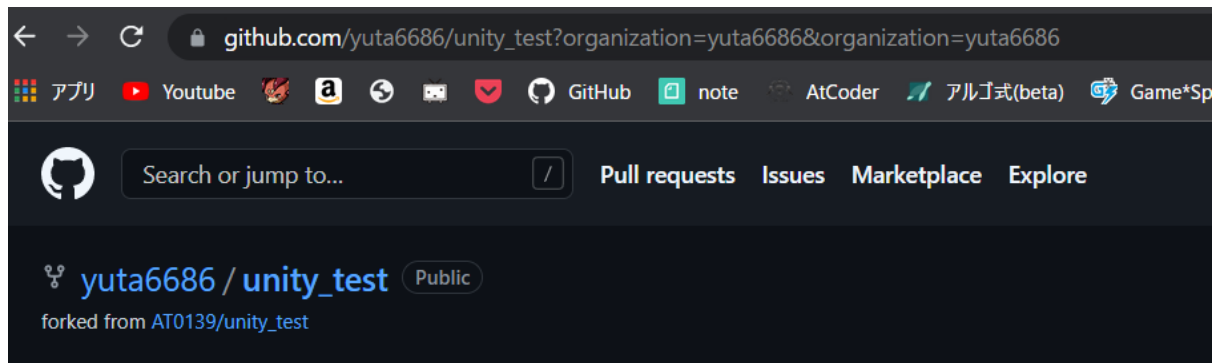 github.com/yuta6686/unity_test?organization=yuta6686&organization=yuta6686
アプリ Youtube GitHub note AtCoder アルゴ式(beta) Game*Sp
Search or jump to... / Pull requests Issues Marketplace Explore
yuta6686 / unity_test Public
forked from AT0139/unity_test